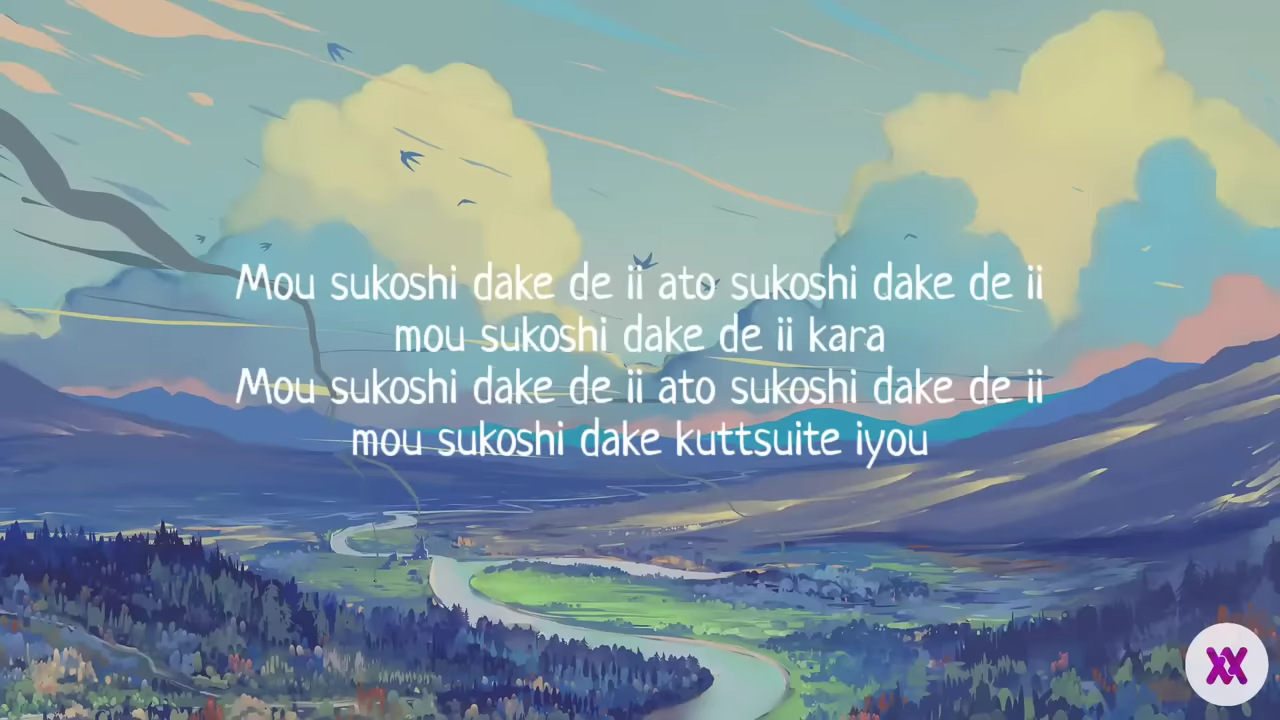 Mou sukoshi dake de ii ato sukoshi dake de ii
mou sukoshi dake de ii kara
Mou sukoshi dake de ii ato sukoshi dake de ii
mou sukoshi dake kuttsuite iyou